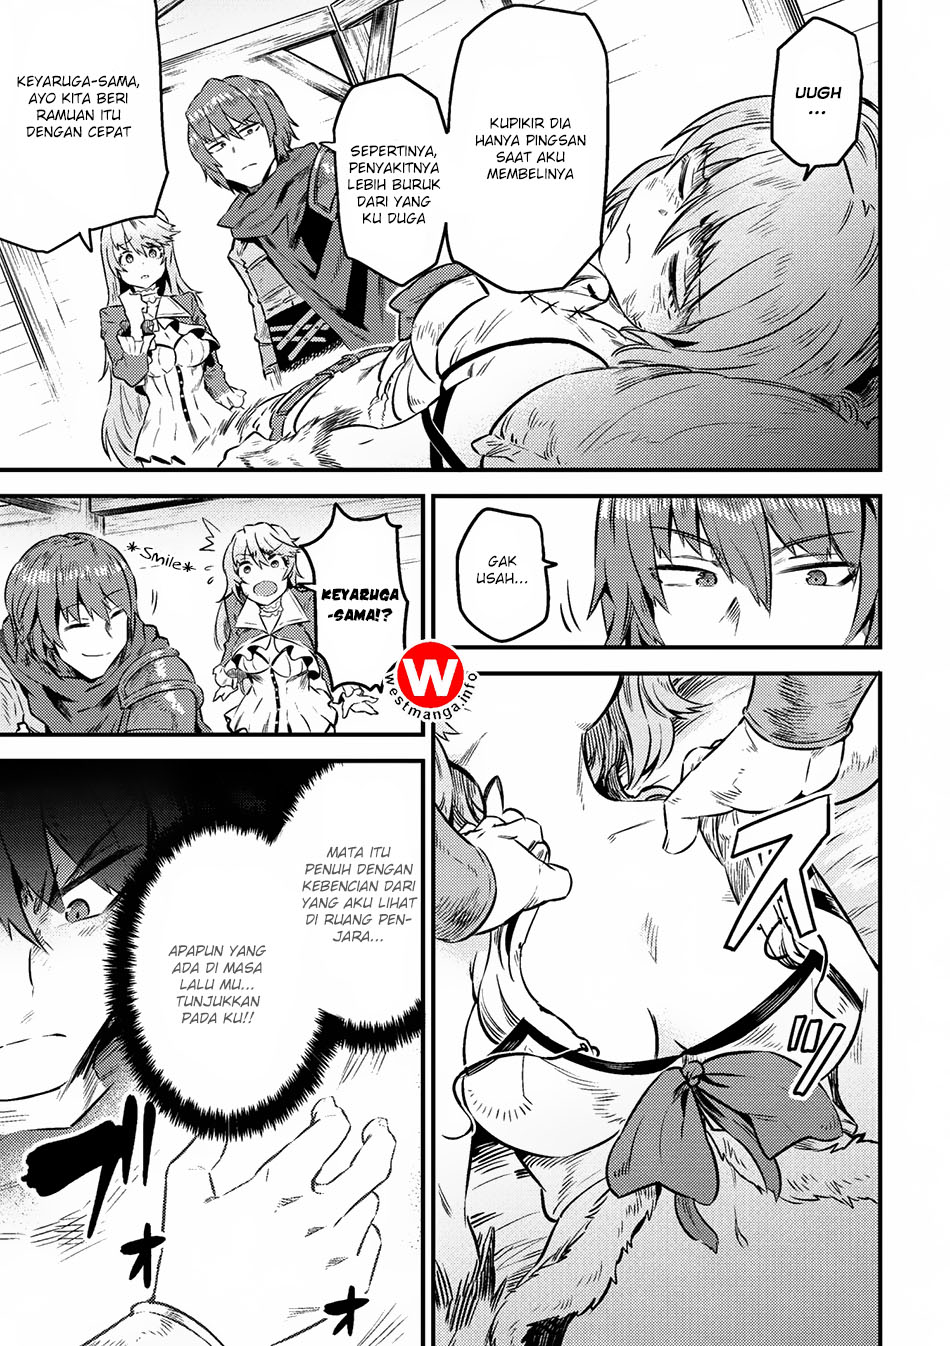 UUGH
...
KUPIKIR DIA
HANYA PINGSAN
SAAT AKU
MEMBELINYA
SEPERTINYA,
PENYAKITNYA
LEBIH BURUK
DARI YANG
KU DUGA
KEYARUGA-SAMA,
AYO KITA BERI
RAMUAN ITU
DENGAN CEPAT
GAK
USAH...
KEYARUGA
-SAMA!?
*Smile*
W
Westmanga.info
MATA ITU
PENUH DENGAN
KEBENCIAN DARI
YANG AKU LIHAT
DI RUANG PEN-
JARA...
APAPUN YANG
ADA DI MASA
LALU MU...
TUNJUKKAN
PADA KU!!
オオ